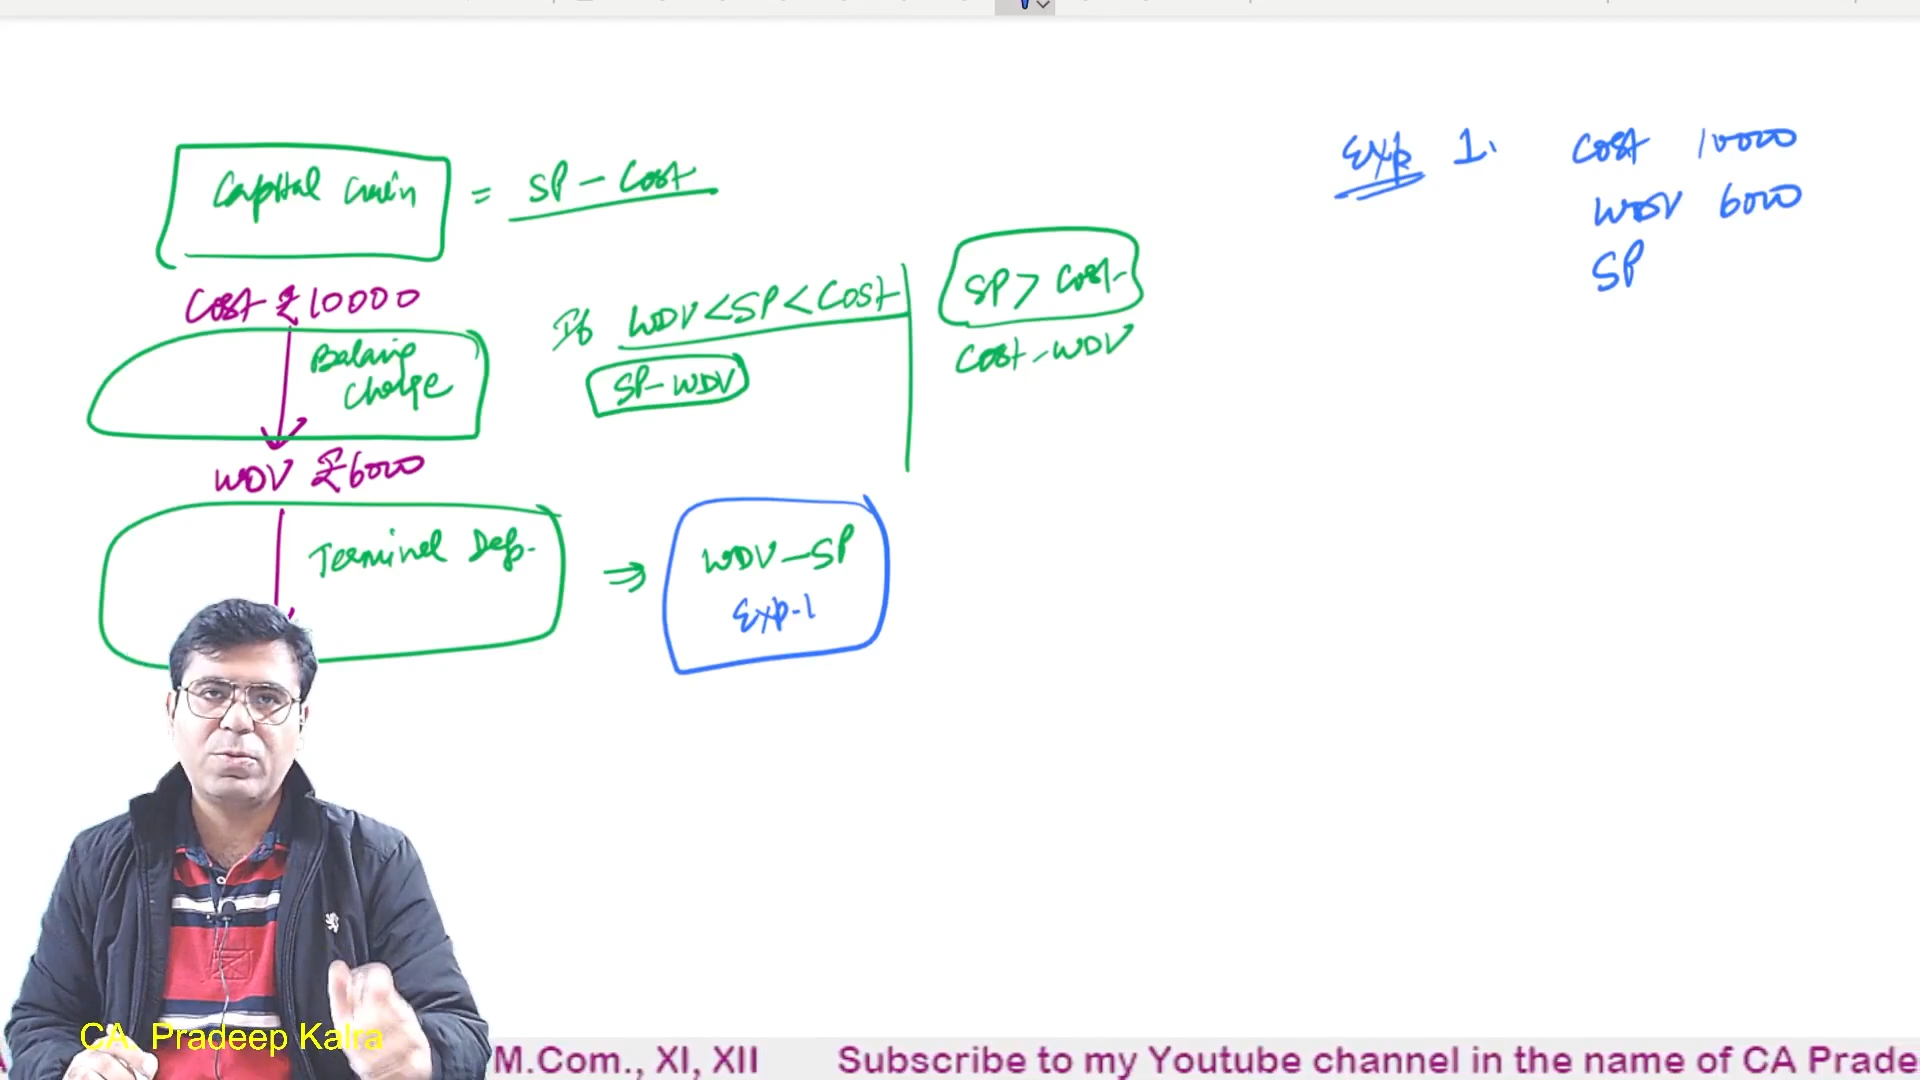 Capital Gain = SP - Cost
Cost ₹10000
Balancing
Charge
If WDV < SP < Cost
SP - WDV
SP > Cost
Cost - WDV
WDV ₹6000
Terminal Dep. ⇒ WDV - SP
Exp-1
Exp 1. Cost 10000
WDV 6000
SP
CA. Pradeep Kalra
M.Com., XI, XII Subscribe to my Youtube channel in the name of CA Prade